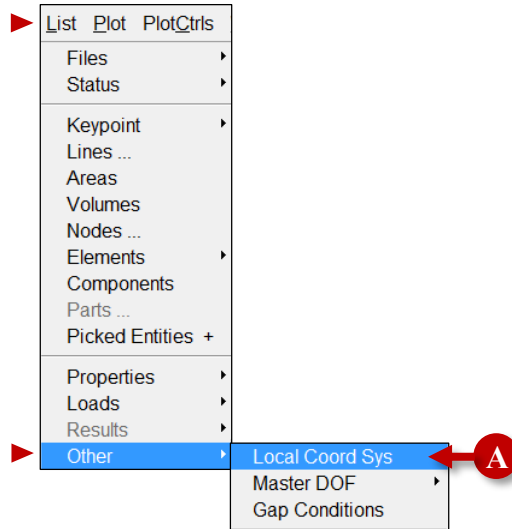 List Plot PlotCtrls
Files
Status
Keypoint
Lines ...
Areas
Volumes
Nodes ...
Elements
Components
Parts ...
Picked Entities +
Properties
Loads
Results
Other
Local Coord Sys
A
Master DOF
Gap Conditions